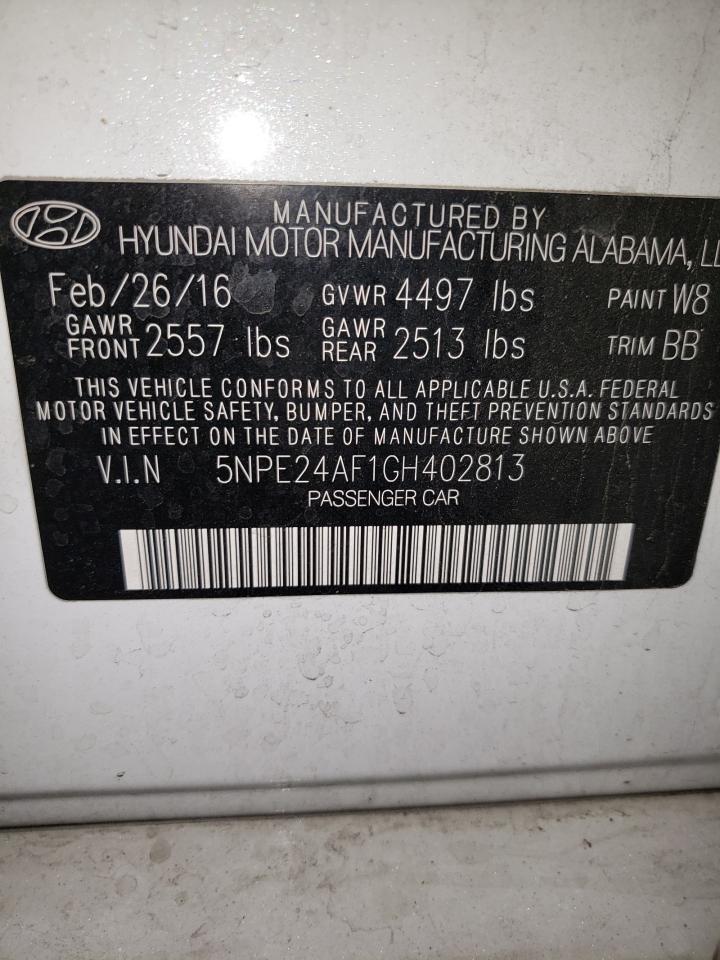 MANUFACTURED BY
HYUNDAI MOTOR MANUFACTURING ALABAMA,
Feb/26/16 GVWR 4497 lbs PAINT W8
GAWR FRONT 2557 lbs GAWR REAR 2513 lbs TRIM BB
THIS VEHICLE CONFORMS TO ALL APPLICABLE U.S.A. FEDERAL
MOTOR VEHICLE SAFETY, BUMPER, AND THEFT PREVENTION STANDARDS
IN EFFECT ON THE DATE OF MANUFACTURE SHOWN ABOVE
V.I.N 5NPE24AF1GH402813
PASSENGER CAR